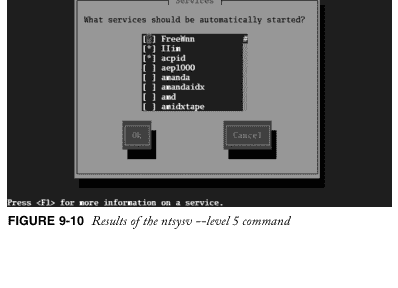 Services
What services should be automatically started?
[@] FreeWnn #
[*] IIim
[*] acpid
[ ] aep1000
[ ] amanda
[ ] amandaidx
[ ] amd
[ ] amidxtape
Ok Cancel
Press <F1> for more information on a service.
FIGURE 9-10 Results of the ntsysv --level 5 command